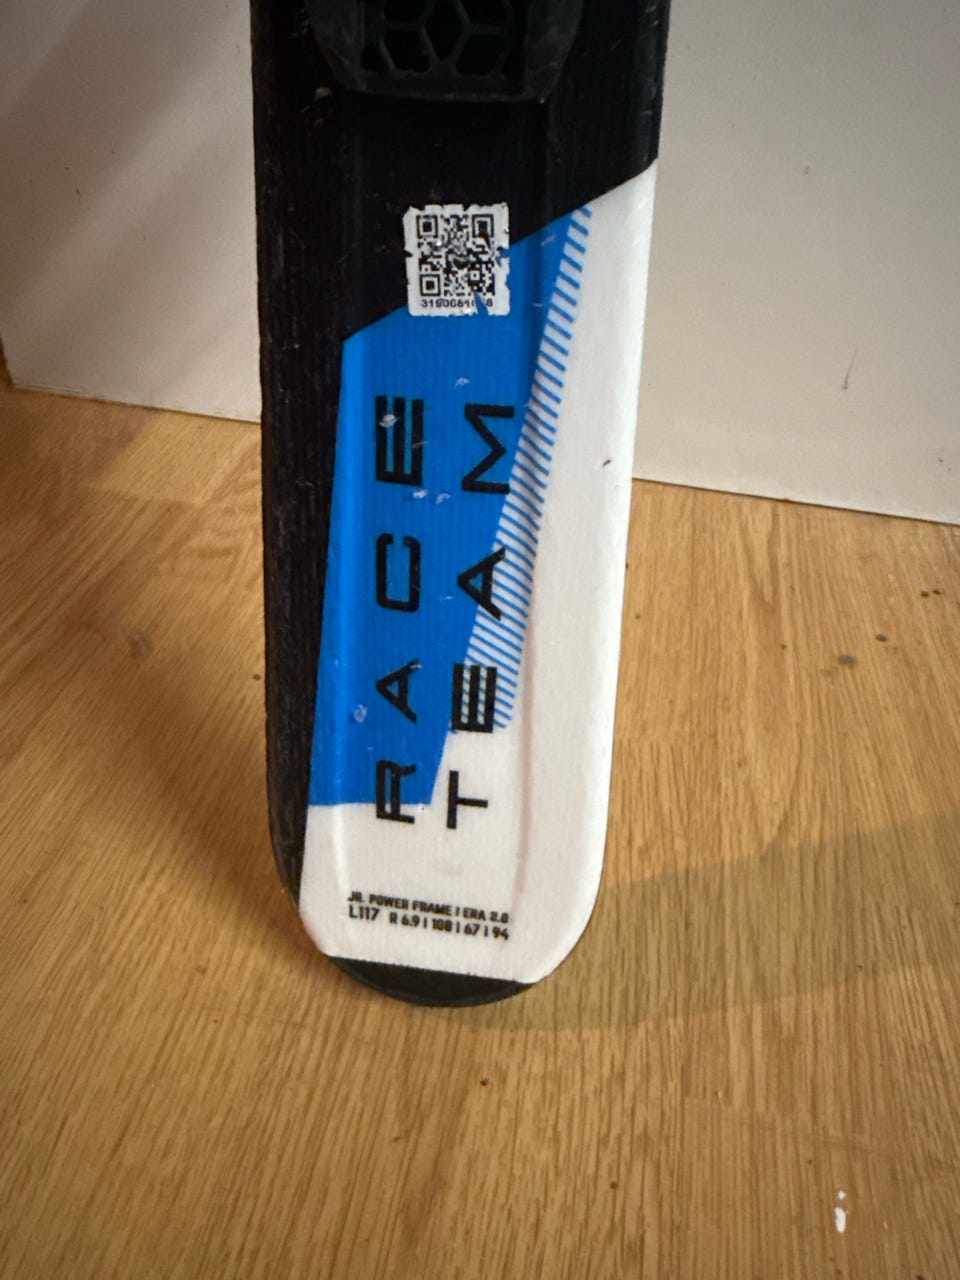 RACE
TEAM
JR. POWER FRAME | ERA 2.0
L117 R 6.9 | 108 | 67 | 94